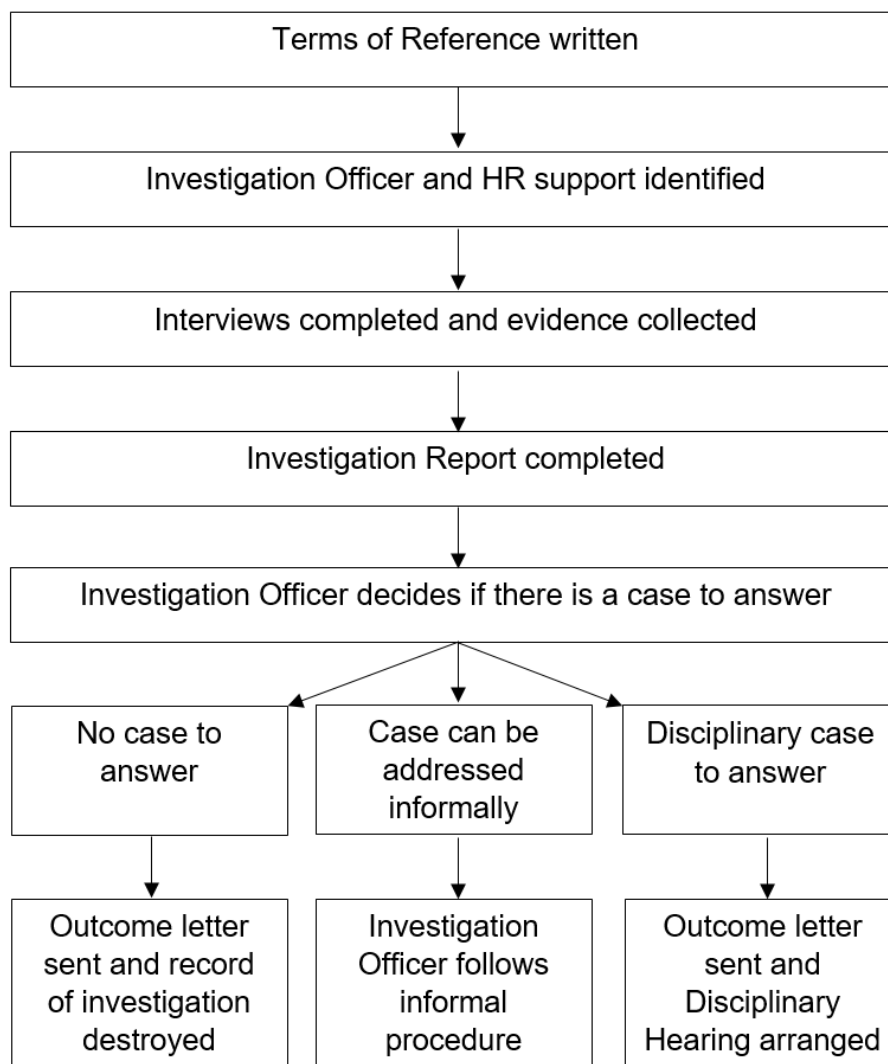 Terms of Reference written
Investigation Officer and HR support identified
Interviews completed and evidence collected
Investigation Report completed
Investigation Officer decides if there is a case to answer
No case to
answer
Case can be
addressed
informally
Disciplinary case
to answer
Outcome letter
sent and record
of investigation
destroyed
Investigation
Officer follows
informal
procedure
Outcome letter
sent and
Disciplinary
Hearing arranged